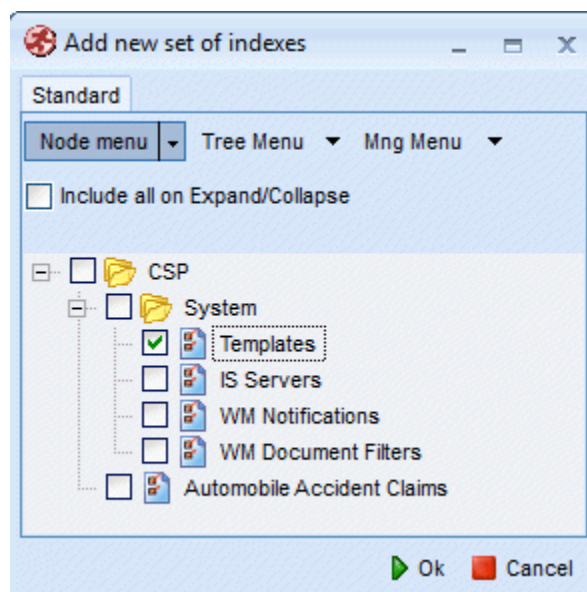 Add new set of indexes
Standard
Node menu Tree Menu Mng Menu
Include all on Expand/Collapse
CSP
System
Templates
IS Servers
WM Notifications
WM Document Filters
Automobile Accident Claims
Ok Cancel